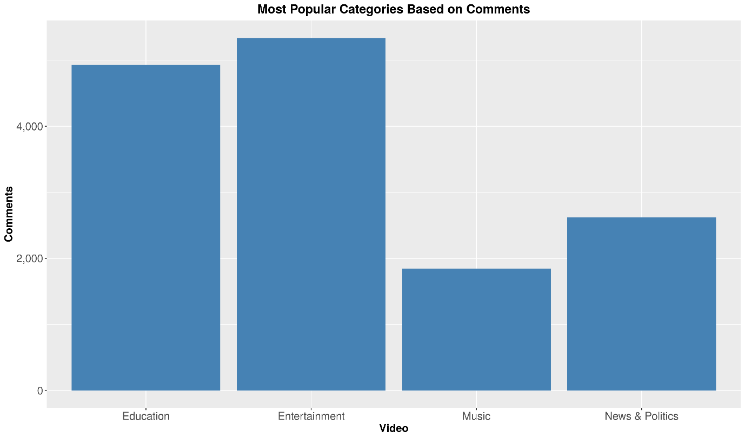 Most Popular Categories Based on Comments
Comments
4,000
2,000
0
Education Entertainment Music News & Politics
Video